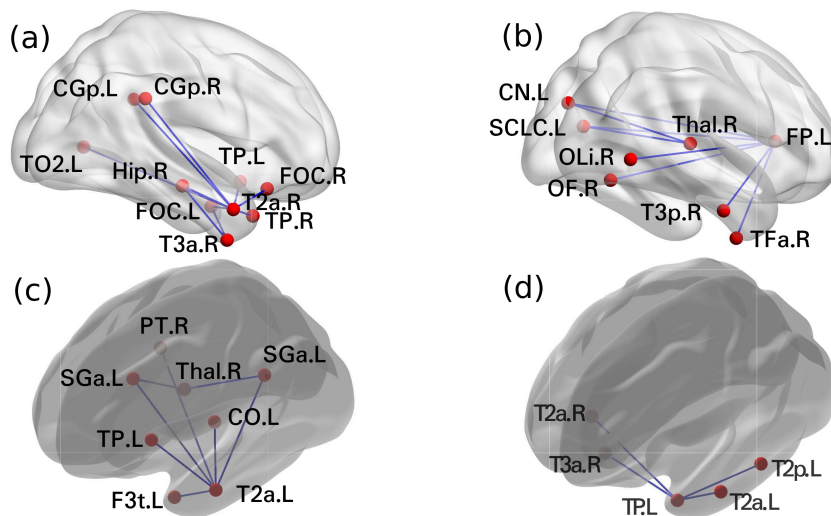 (a)
CGp.L
CGp.R
TO2.L
Hip.R
TP.L
FOC.R
FOC.L
T2a.R
TP.R
T3a.R
(b)
CN.L
SCLC.L
Thal.R
FP.L
OLi.R
OF.R
T3p.R
TFa.R
(c)
PT.R
SGa.L
Thal.R
SGa.L
CO.L
TP.L
F3t.L
T2a.L
(d)
T2a.R
T3a.R
T2p.L
TP.L
T2a.L